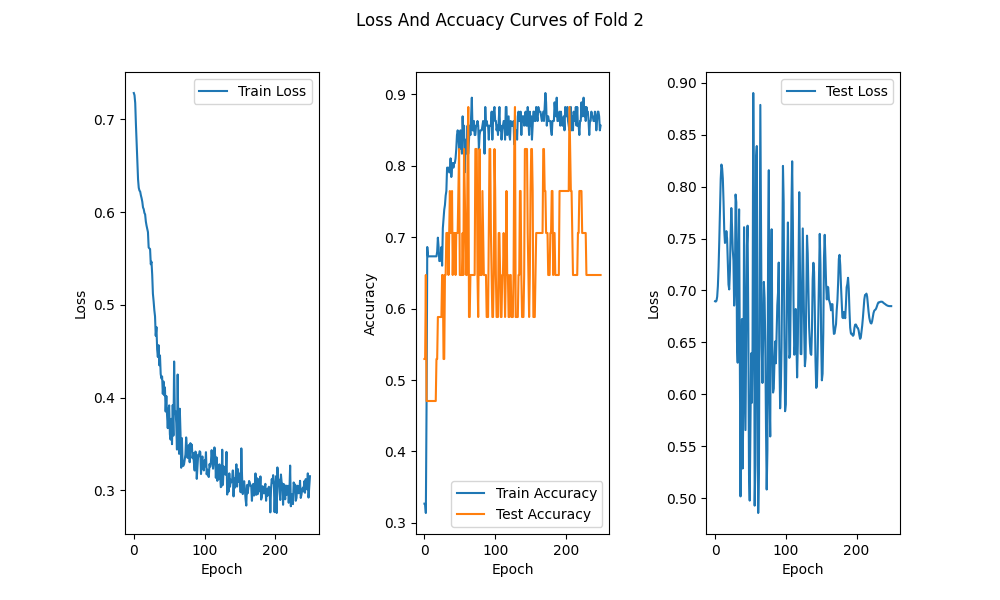 Loss And Accuacy Curves of Fold 2
Train Loss
0.7
0.6
0.5
0.4
0.3
Loss
0 100 200
Epoch
0.9
0.8
0.7
0.6
0.5
0.4
0.3
Accuracy
Train Accuracy
Test Accuracy
0 100 200
Epoch
Test Loss
0.90
0.85
0.80
0.75
0.70
0.65
0.60
0.55
0.50
Loss
0 100 200
Epoch